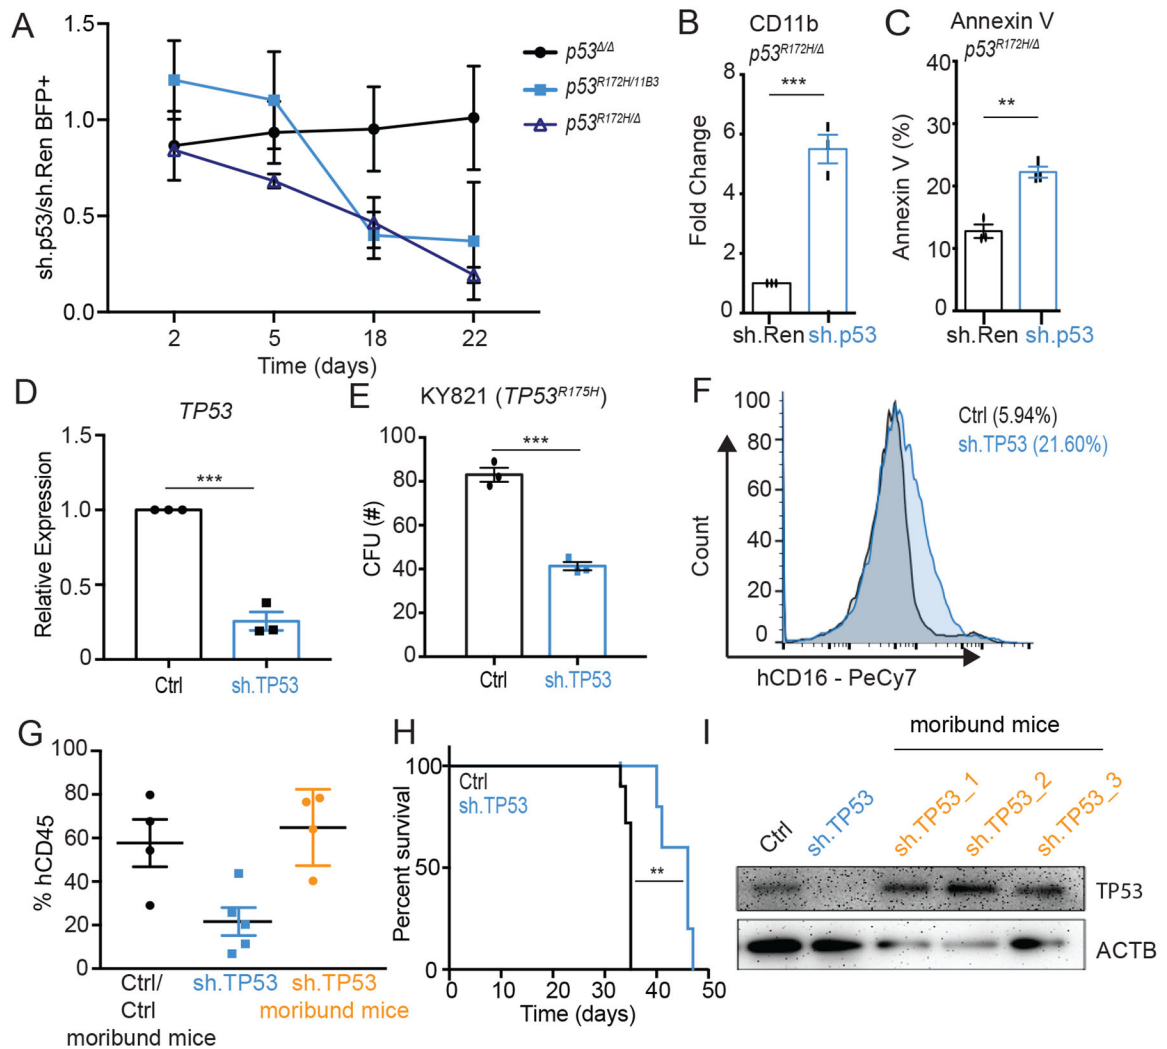 A
1.5
1.0
0.5
0.0
sh.p53/sh.Ren BFP+
2 5 18 22
Time (days)
p53Δ/Δ
p53R172H/11B3
p53R172H/Δ
B
CD11b
p53R172H/Δ
***
8
6
4
2
0
Fold Change
sh.Ren sh.p53
C
Annexin V
p53R172H/Δ
**
40
30
20
10
0
Annexin V (%)
sh.Ren sh.p53
D
TP53
***
1.5
1.0
0.5
0
Relative Expression
Ctrl sh.TP53
E
KY821 (TP53R175H)
***
100
80
60
40
20
0
CFU (#)
Ctrl sh.TP53
F
100
80
60
40
20
0
Count
Ctrl (5.94%)
sh.TP53 (21.60%)
hCD16 - PeCy7
G
100
80
60
40
20
0
% hCD45
Ctrl/ sh.TP53 sh.TP53
Ctrl moribund mice
moribund mice
H
100
50
0
Percent survival
Ctrl
sh.TP53
**
0 10 20 30 40 50
Time (days)
I
moribund mice
Ctrl
sh.TP53
sh.TP53_1
sh.TP53_2
sh.TP53_3
TP53
ACTB